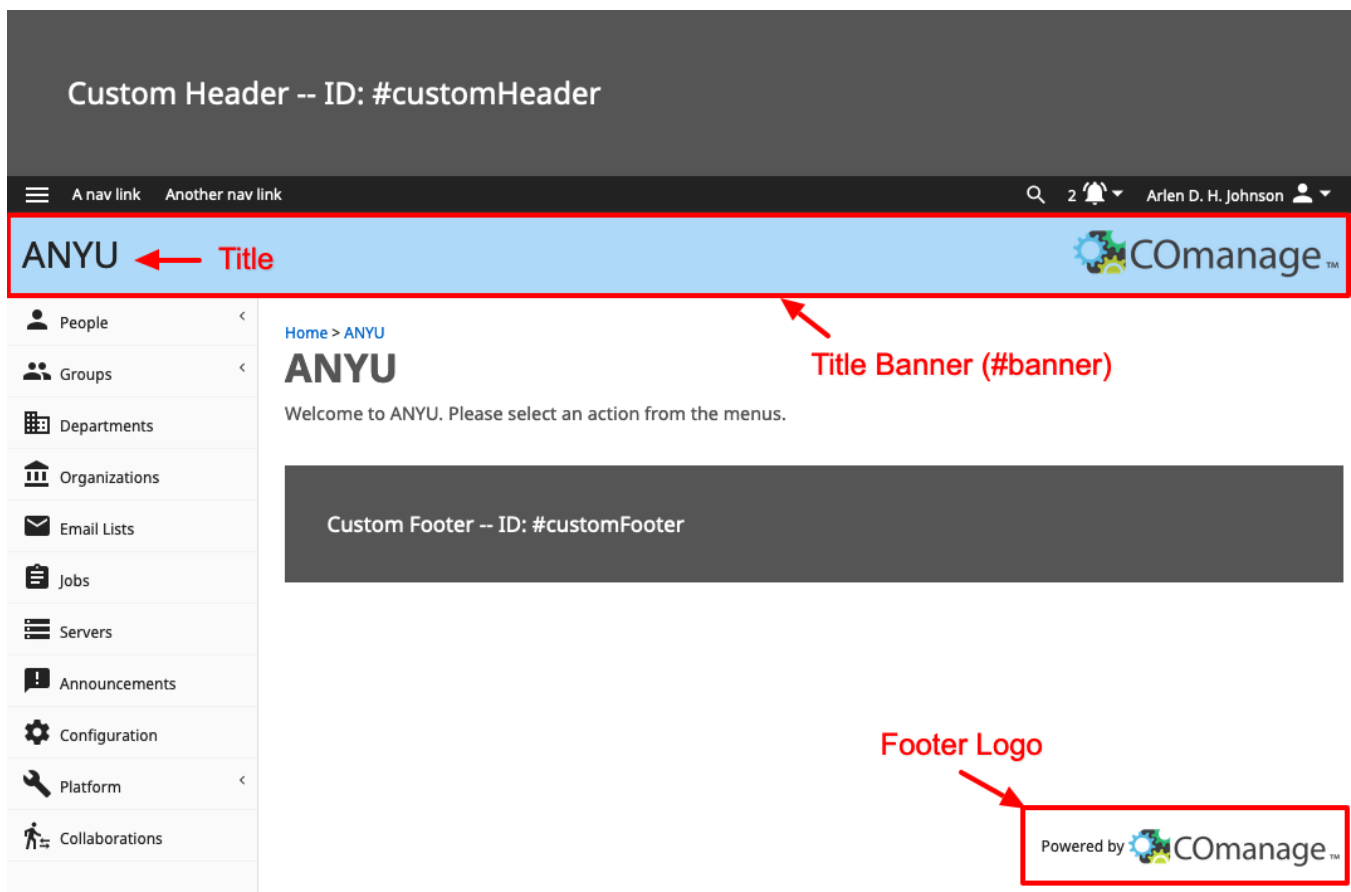 Custom Header -- ID: #customHeader
A nav link Another nav link 2 Arlen D. H. Johnson
ANYU Title COmanage TM
People <
Groups <
Departments
Organizations
Email Lists
Jobs
Servers
Announcements
Configuration
Platform <
Collaborations
Home > ANYU
ANYU
Title Banner (#banner)
Welcome to ANYU. Please select an action from the menus.
Custom Footer -- ID: #customFooter
Footer Logo
Powered by COmanage TM